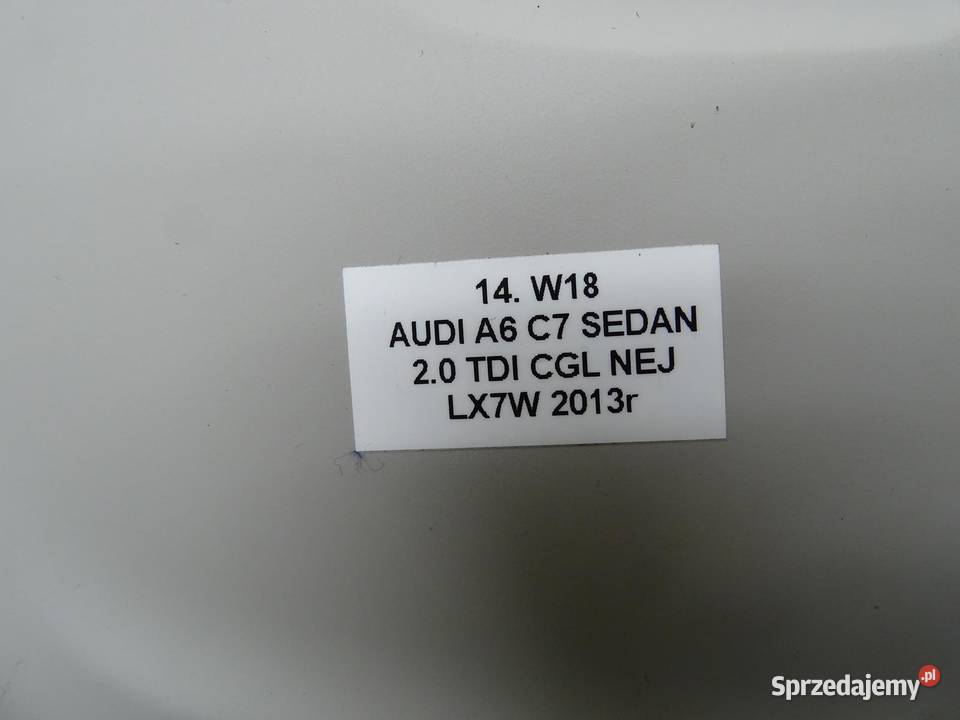 14. W18
AUDI A6 C7 SEDAN
2.0 TDI CGL NEJ
LX7W 2013r
Sprzedajemy.pl